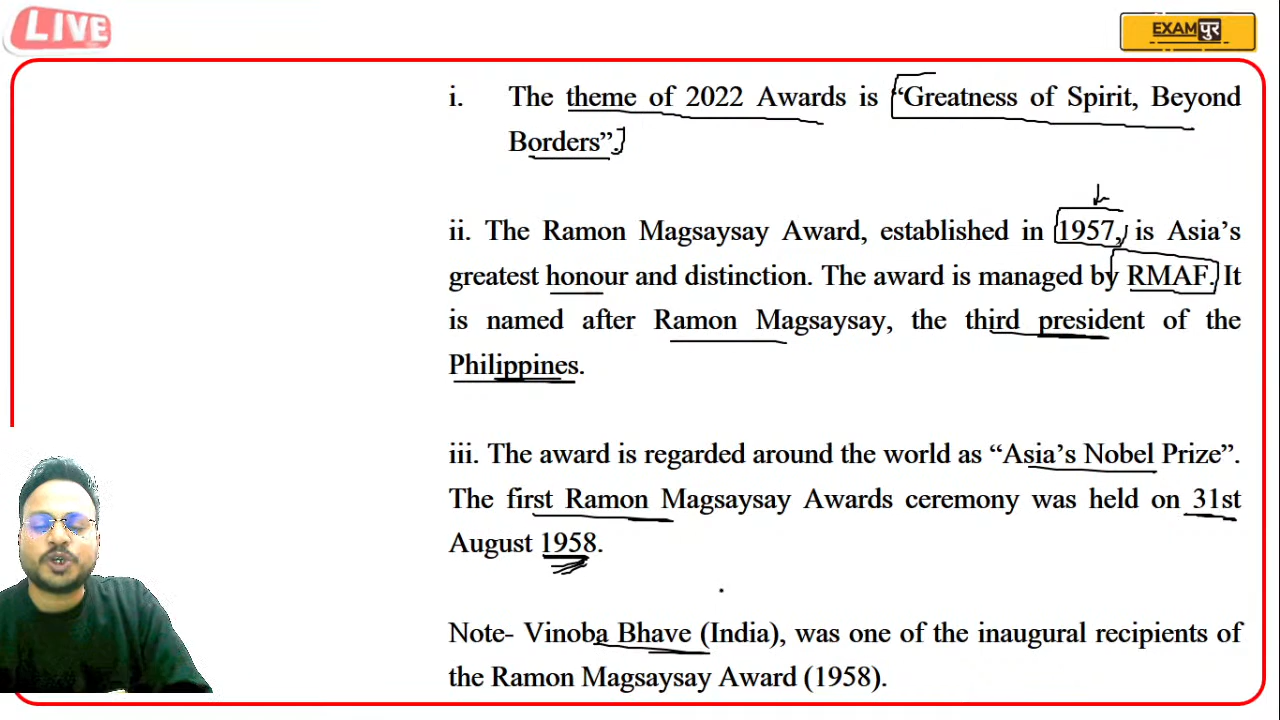 LIVE
EXAMपुर
i. The theme of 2022 Awards is “Greatness of Spirit, Beyond
Borders”.
ii. The Ramon Magsaysay Award, established in 1957, is Asia’s
greatest honour and distinction. The award is managed by RMAF. It
is named after Ramon Magsaysay, the third president of the
Philippines.
iii. The award is regarded around the world as “Asia’s Nobel Prize”.
The first Ramon Magsaysay Awards ceremony was held on 31st
August 1958.
Note- Vinoba Bhave (India), was one of the inaugural recipients of
the Ramon Magsaysay Award (1958).